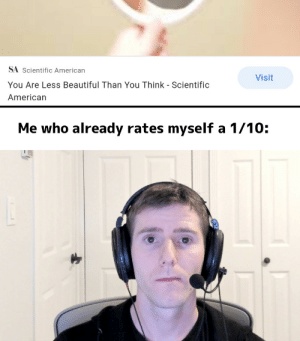 SA Scientific American
You Are Less Beautiful Than You Think - Scientific
American
Visit
Me who already rates myself a 1/10: